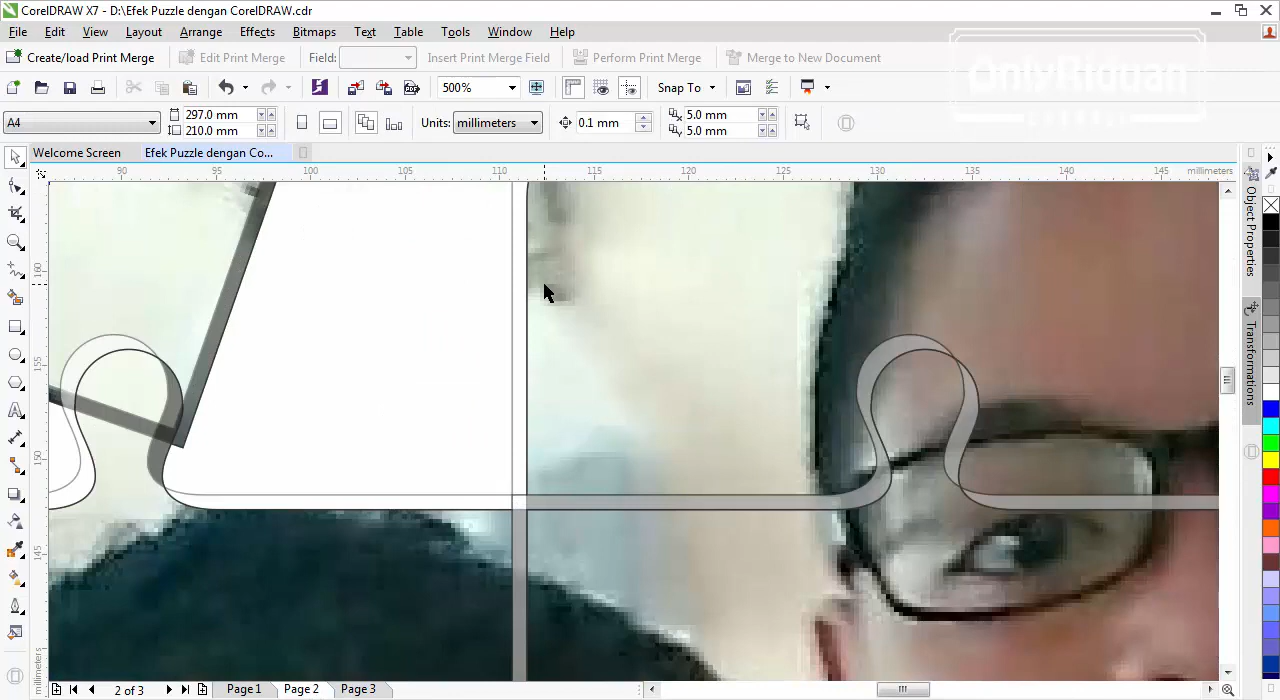 CorelDRAW X7 - D:\Efek Puzzle dengan CorelDRAW.cdr
File Edit View Layout Arrange Effects Bitmaps Text Table Tools Window Help
Create/load Print Merge Edit Print Merge Field: Insert Print Merge Field Perform Print Merge Merge to New Document
OnlyRiduan
CHANNEL
500% Snap To
A4 297.0 mm 210.0 mm Units: millimeters 0.1 mm 5.0 mm 5.0 mm
Welcome Screen Efek Puzzle dengan Co...
90 95 100 105 110 115 120 125 130 135 140 145 millimeters
160
155
150
145
millimeters
Object Properties
Transformations
2 of 3 Page 1 Page 2 Page 3